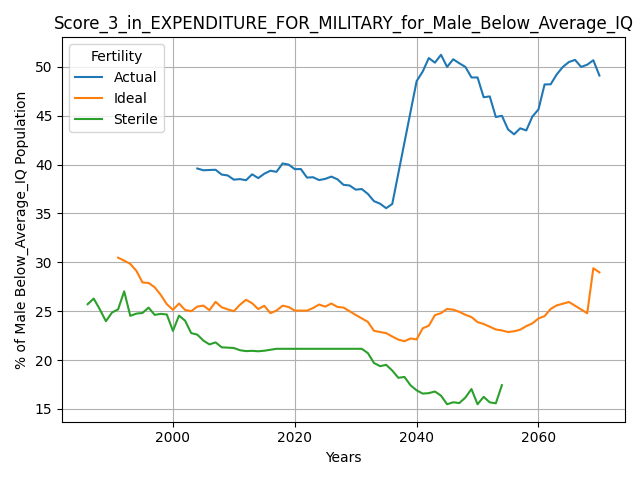 Score_3_in_EXPENDITURE_FOR_MILITARY_for_Male_Below_Average_IQ
Fertility
Actual
Ideal
Sterile
% of Male Below_Average_IQ Population
50
45
40
35
30
25
20
15
2000 2020 2040 2060
Years